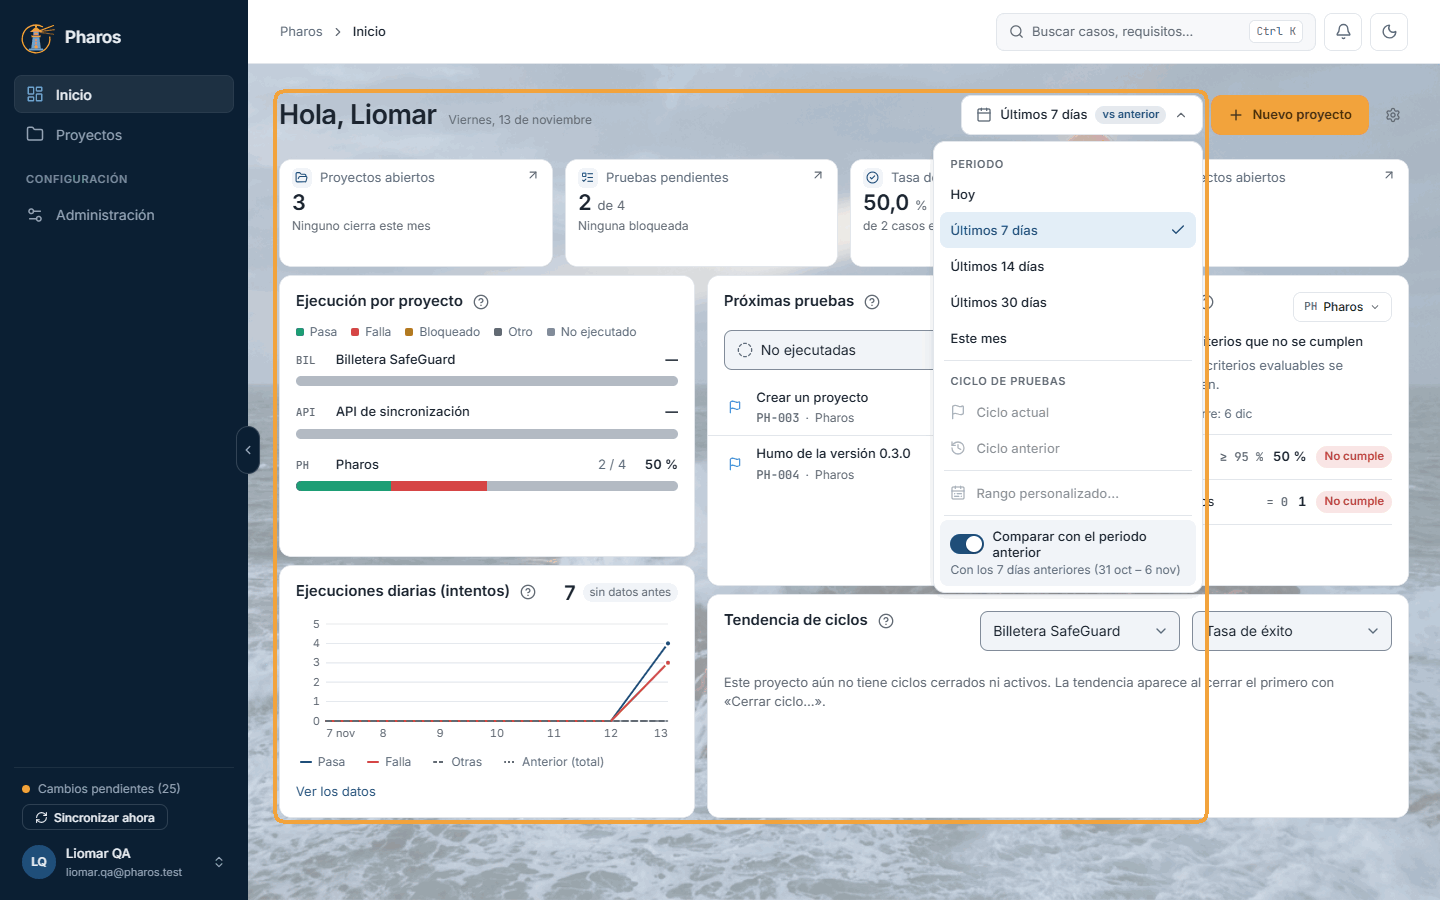 Pharos
Inicio
Proyectos
CONFIGURACIÓN
Administración
Cambios pendientes (25)
Sincronizar ahora
LQ
Liomar QA
liomar.qa@pharos.test
Pharos > Inicio
Buscar casos, requisitos...
Ctrl K
Hola, Liomar
Viernes, 13 de noviembre
Últimos 7 días
vs anterior
Nuevo proyecto
Proyectos abiertos
3
Ninguno cierra este mes
Pruebas pendientes
2 de 4
Ninguna bloqueada
Tasa d
50,0 %
de 2 casos e
ctos abiertos
PERIODO
Hoy
Últimos 7 días
Últimos 14 días
Últimos 30 días
Este mes
CICLO DE PRUEBAS
Ciclo actual
Ciclo anterior
Rango personalizado...
Comparar con el periodo
anterior
Con los 7 días anteriores (31 oct – 6 nov)
Ejecución por proyecto
Pasa
Falla
Bloqueado
Otro
No ejecutado
BIL Billetera SafeGuard —
API API de sincronización —
PH Pharos 2 / 4 50 %
Próximas pruebas
No ejecutadas
Crear un proyecto
PH-003 · Pharos
Humo de la versión 0.3.0
PH-004 · Pharos
PH Pharos
iterios que no se cumplen
criterios evaluables se
en.
re: 6 dic
≥ 95 % 50 % No cumple
os = 0 1 No cumple
Ejecuciones diarias (intentos)
7 sin datos antes
5
4
3
2
1
0
7 nov 8 9 10 11 12 13
Pasa
Falla
Otras
Anterior (total)
Ver los datos
Tendencia de ciclos
Billetera SafeGuard
Tasa de éxito
Este proyecto aún no tiene ciclos cerrados ni activos. La tendencia aparece al cerrar el primero con
«Cerrar ciclo...».